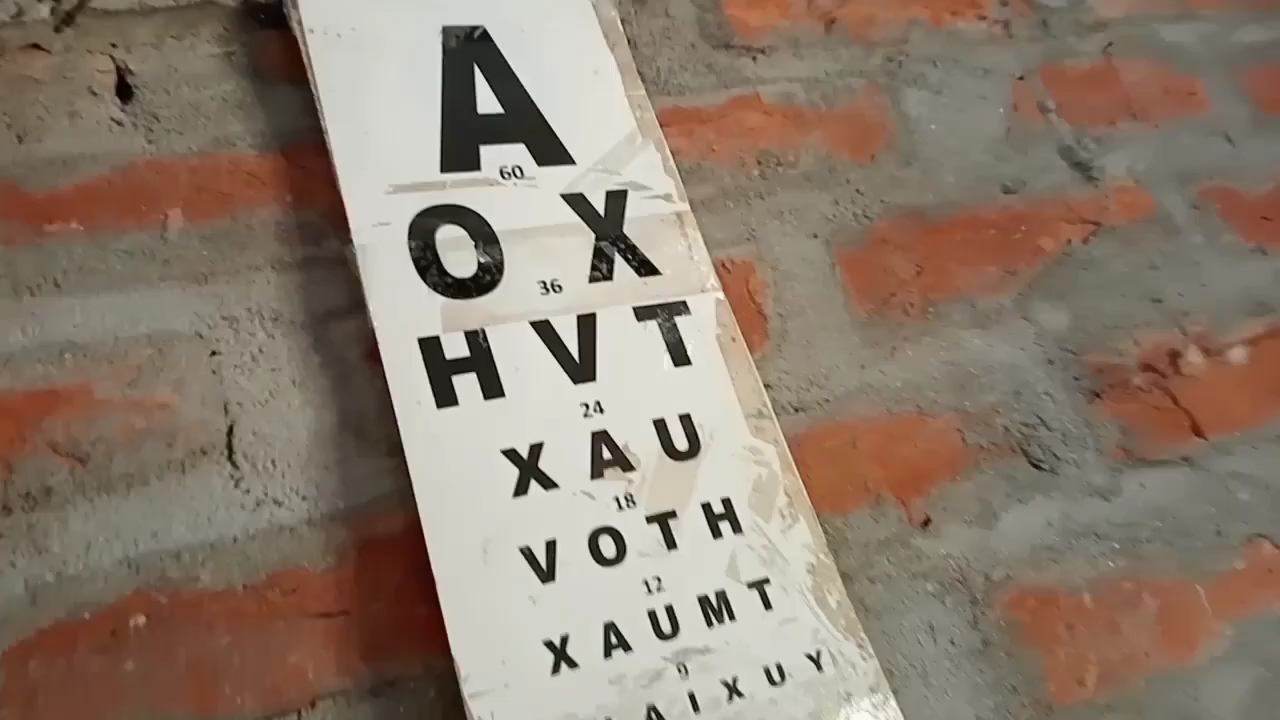 A
60
O X
36
H V T
24
X A U
18
V O T H
12
X A U M T
9
A I X U Y